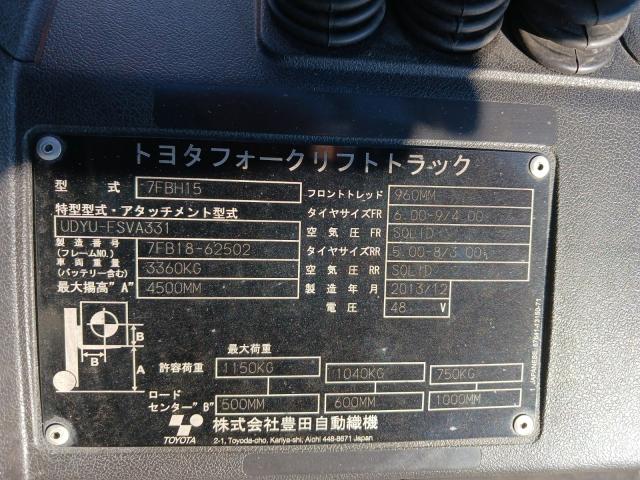 トヨタフォークリフトトラック
型 式 7FBH15
特型型式・アタッチメント型式
UDYU-FSVA331
製造番号
(フレームNO.) 7FB18-62502
車両重量
(バッテリー含む) 3360KG
最大揚高"A" 4500MM
フロントトレッド 960MM
タイヤサイズFR 6.00-9/4.00
空気圧FR SOLID
タイヤサイズRR 5.00-8/3.00
空気圧RR SOLID
製造年月 2013/12
電圧 48 V
B
B
A
最大荷重
許容荷重 1150KG 1040KG 750KG
ロード
センター"B" 500MM 600MM 1000MM
TOYOTA
株式会社豊田自動織機
2-1, Toyoda-cho, Kariya-shi, Aichi 448-8671 Japan